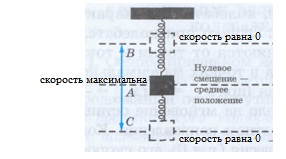 скорость равна 0
B
Нулевое
смещение —
среднее
положение
скорость максимальна
A
C
скорость равна 0